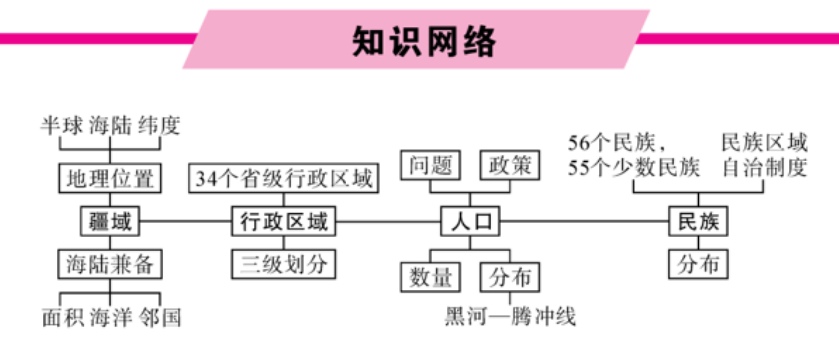 知识网络
半球 海陆 纬度
地理位置
34个省级行政区域
问题
政策
56个民族，
55个少数民族
民族区域
自治制度
疆域
行政区域
人口
民族
海陆兼备
三级划分
数量
分布
分布
面积 海洋 邻国
黑河—腾冲线